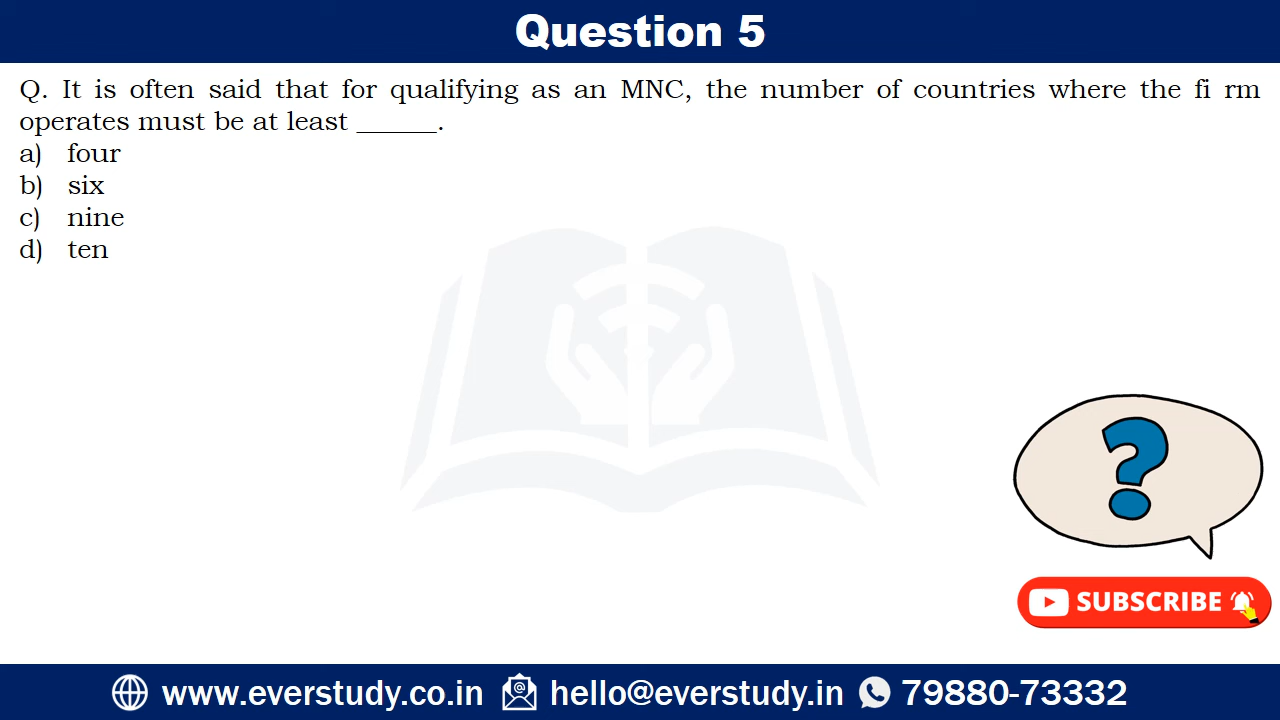 Question 5
Q. It is often said that for qualifying as an MNC, the number of countries where the fi rm
operates must be at least ______.
a) four
b) six
c) nine
d) ten
?
SUBSCRIBE
www.everstudy.co.in hello@everstudy.in 79880-73332